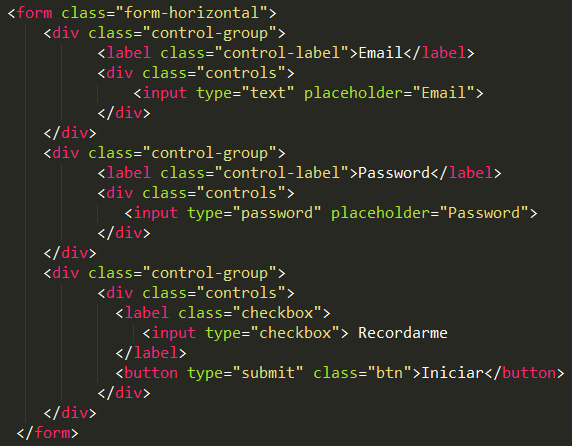 <form class="form-horizontal">
<div class="control-group">
<label class="control-label">Email</label>
<div class="controls">
<input type="text" placeholder="Email">
</div>
</div>
<div class="control-group">
<label class="control-label">Password</label>
<div class="controls">
<input type="password" placeholder="Password">
</div>
</div>
<div class="control-group">
<div class="controls">
<label class="checkbox">
<input type="checkbox"> Recordarme
</label>
<button type="submit" class="btn">Iniciar</button>
</div>
</div>
</form>